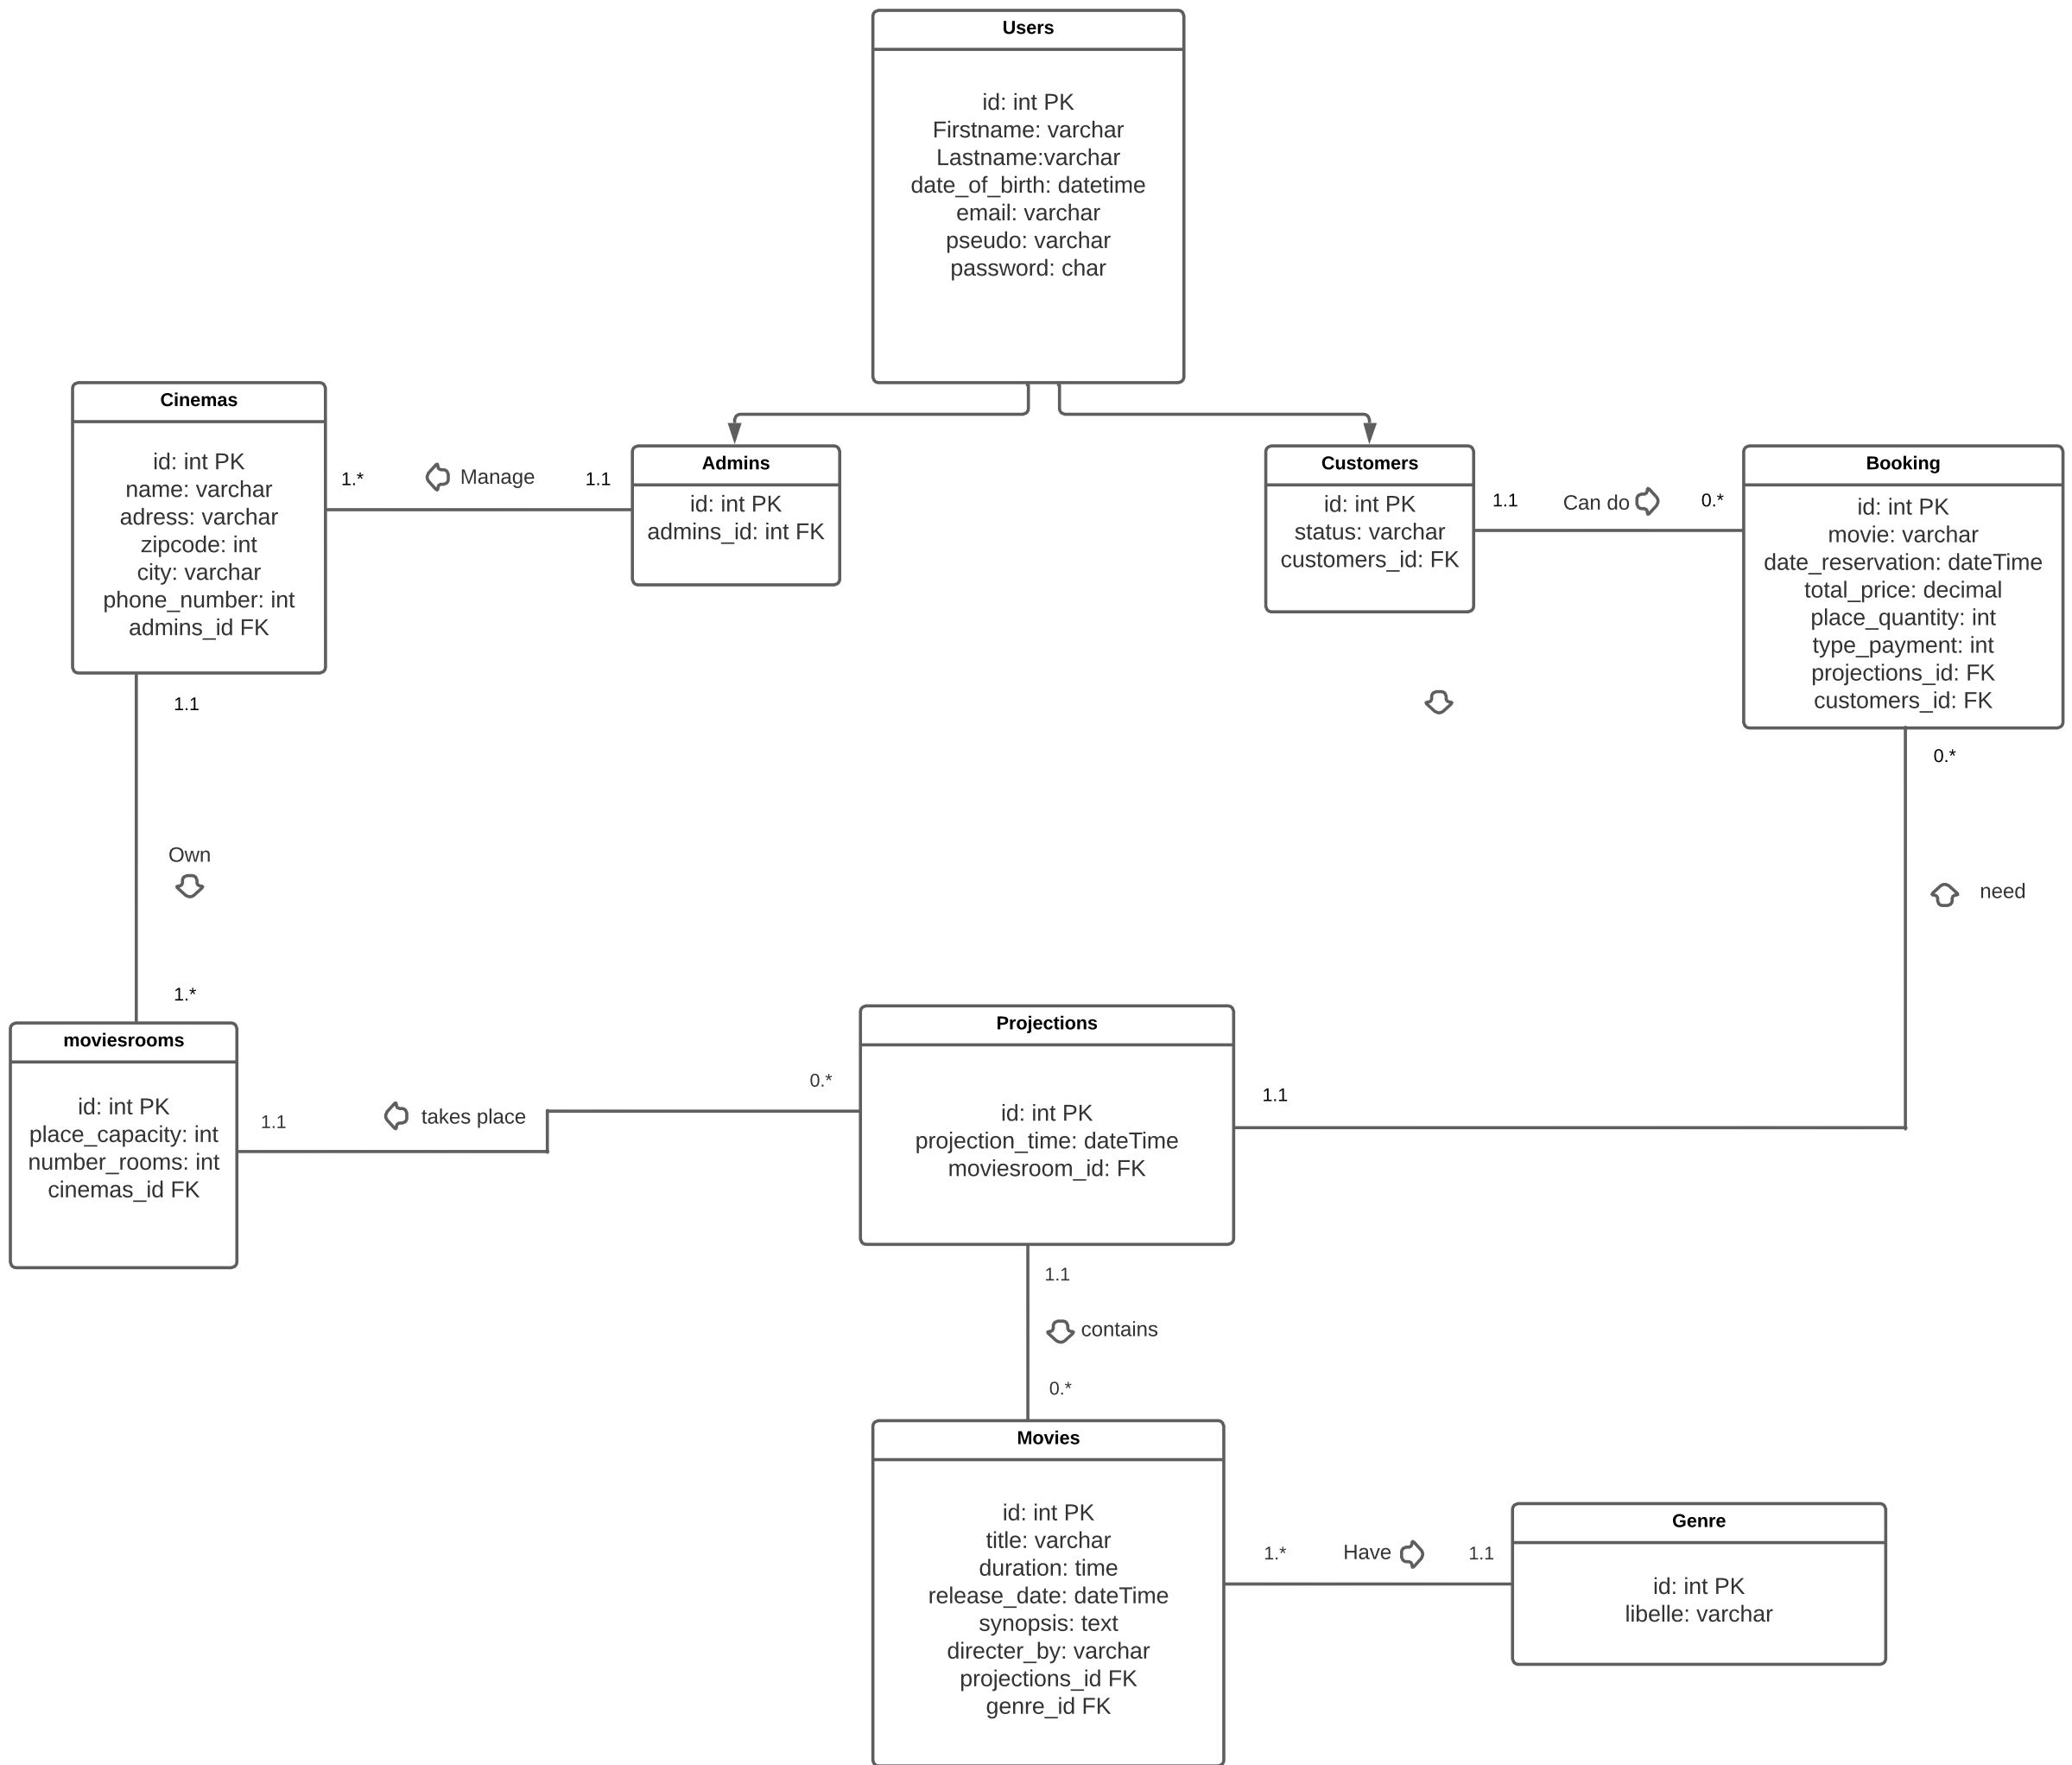 Users
id: int PK
Firstname: varchar
Lastname:varchar
date_of_birth: datetime
email: varchar
pseudo: varchar
password: char
Cinemas
id: int PK
name: varchar
adress: varchar
zipcode: int
city: varchar
phone_number: int
admins_id FK
1.*
Manage
1.1
Admins
id: int PK
admins_id: int FK
Customers
id: int PK
status: varchar
customers_id: FK
1.1
Can do
0.*
Booking
id: int PK
movie: varchar
date_reservation: dateTime
total_price: decimal
place_quantity: int
type_payment: int
projections_id: FK
customers_id: FK
1.1
Own
1.*
0.*
need
1.1
moviesrooms
id: int PK
place_capacity: int
number_rooms: int
cinemas_id FK
1.1
takes place
0.*
Projections
id: int PK
projection_time: dateTime
moviesroom_id: FK
1.1
contains
0.*
Movies
id: int PK
title: varchar
duration: time
release_date: dateTime
synopsis: text
directer_by: varchar
projections_id FK
genre_id FK
1.*
Have
1.1
Genre
id: int PK
libelle: varchar